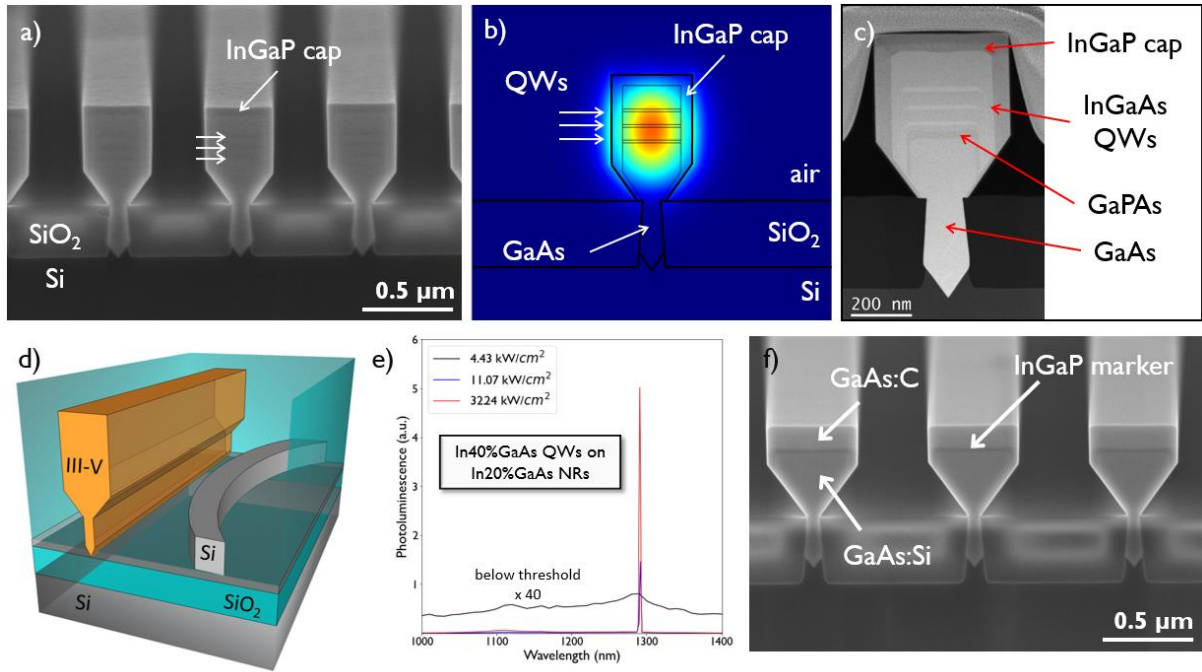 a)
InGaP cap
SiO2
Si
0.5 µm
b)
InGaP cap
QWs
air
GaAs
SiO2
Si
c)
InGaP cap
InGaAs
QWs
GaPAs
GaAs
200 nm
d)
III-V
Si
Si
SiO2
e)
Photoluminescence (a.u.)
6
5
4
3
2
1
4.43 kW/cm²
11.07 kW/cm²
3224 kW/cm²
In40%GaAs QWs on
In20%GaAs NRs
below threshold
x 40
1000
1100
1200
1300
1400
Wavelength (nm)
f)
GaAs:C
InGaP marker
GaAs:Si
0.5 µm